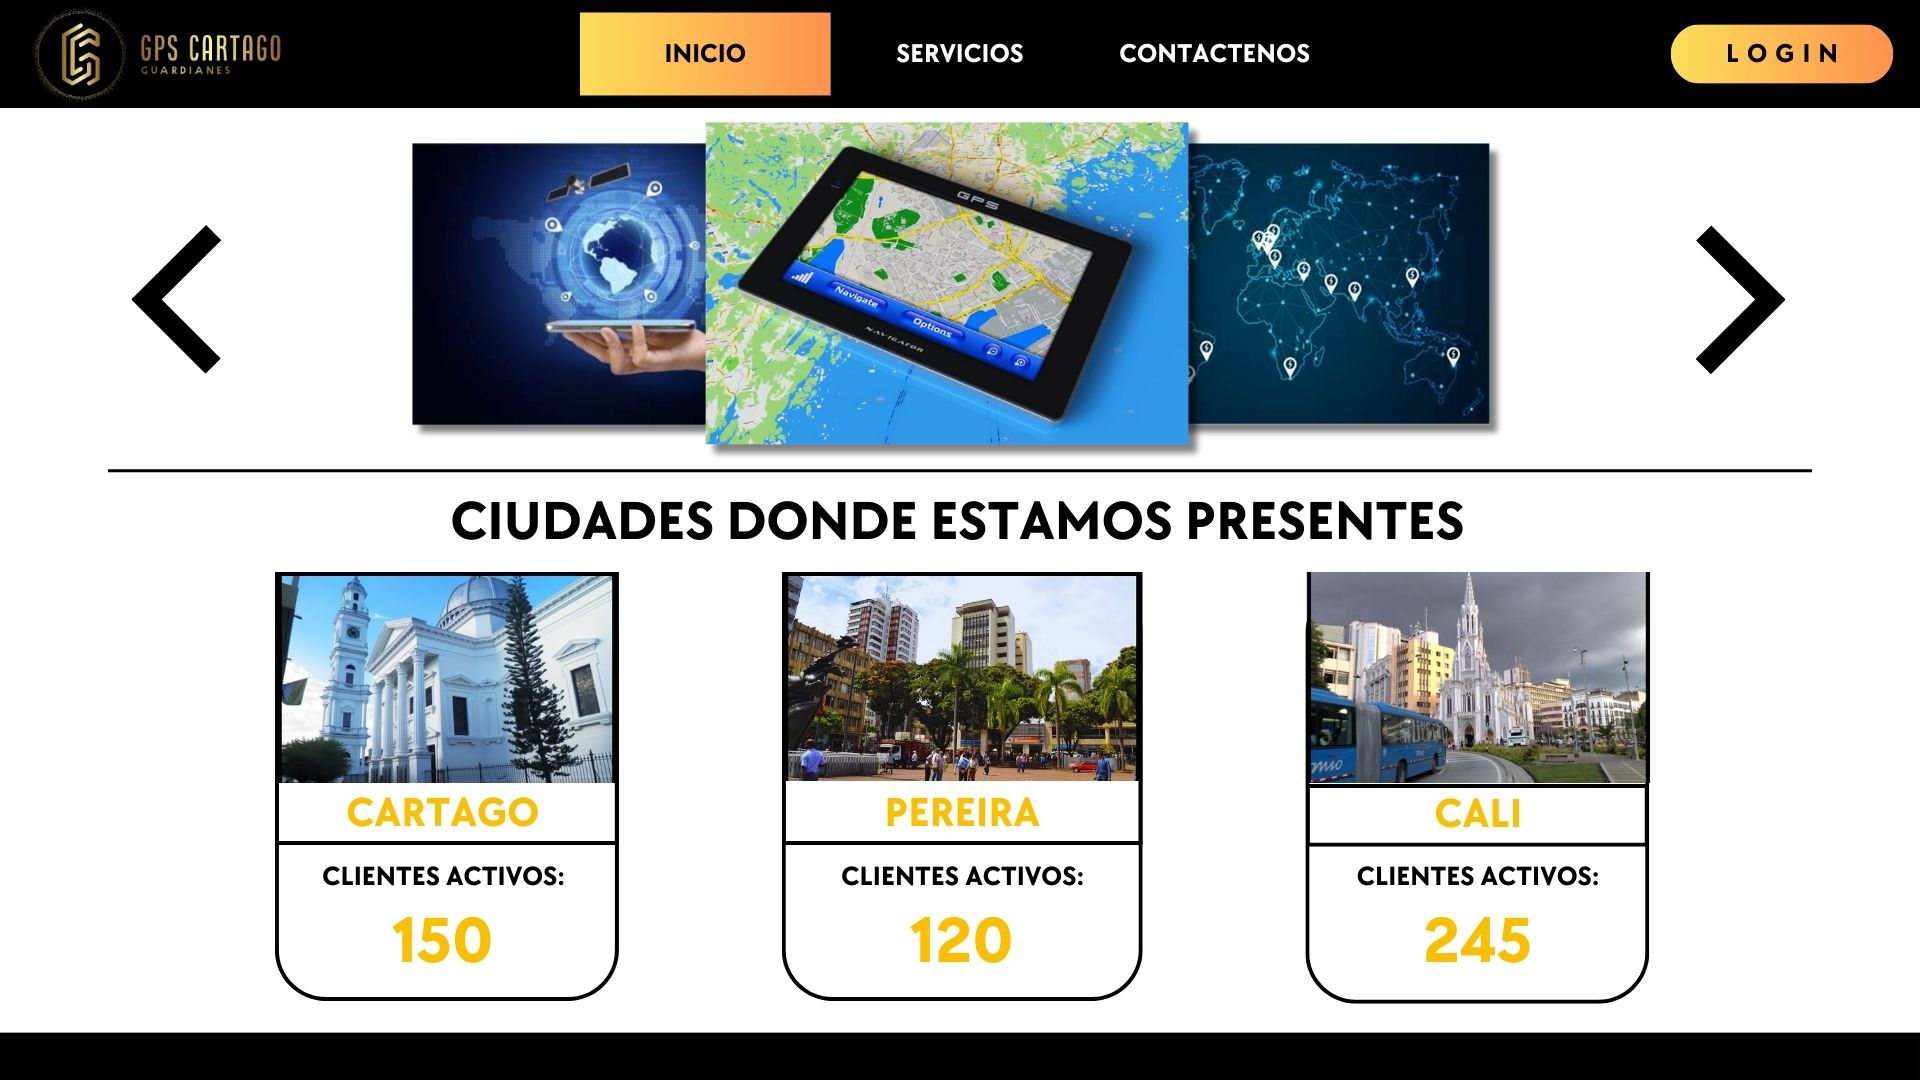 GPS CARTAGO
GUARDIANES
INICIO
SERVICIOS
CONTACTENOS
LOGIN
GPS
Navigate
Options
NAVIGATOR
CIUDADES DONDE ESTAMOS PRESENTES
CARTAGO
CLIENTES ACTIVOS:
150
PEREIRA
CLIENTES ACTIVOS:
120
mio
CALI
CLIENTES ACTIVOS:
245